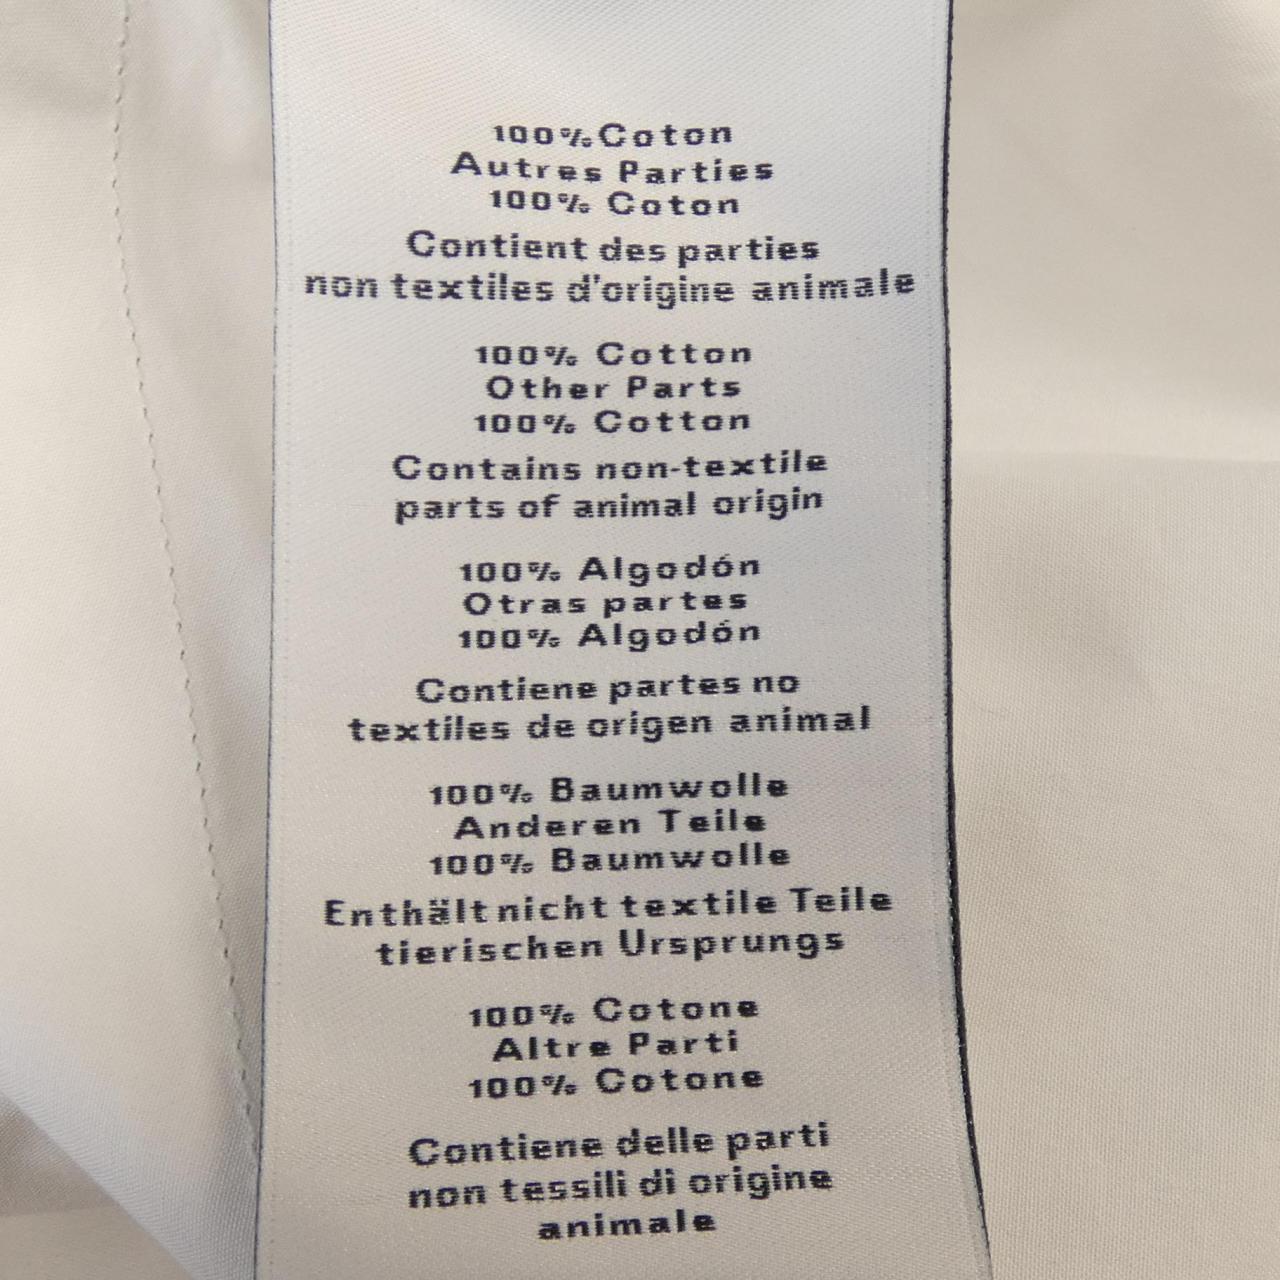 100% Coton
Autres Parties
100% Coton
Contient des parties
non textiles d'origine animale
100% Cotton
Other Parts
100% Cotton
Contains non-textile
parts of animal origin
100% Algodón
Otras partes
100% Algodón
Contiene partes no
textiles de origen animal
100% Baumwolle
Anderen Teile
100% Baumwolle
Enthält nicht textile Teile
tierischen Ursprungs
100% Cotone
Altre Parti
100% Cotone
Contiene delle parti
non tessili di origine
animale